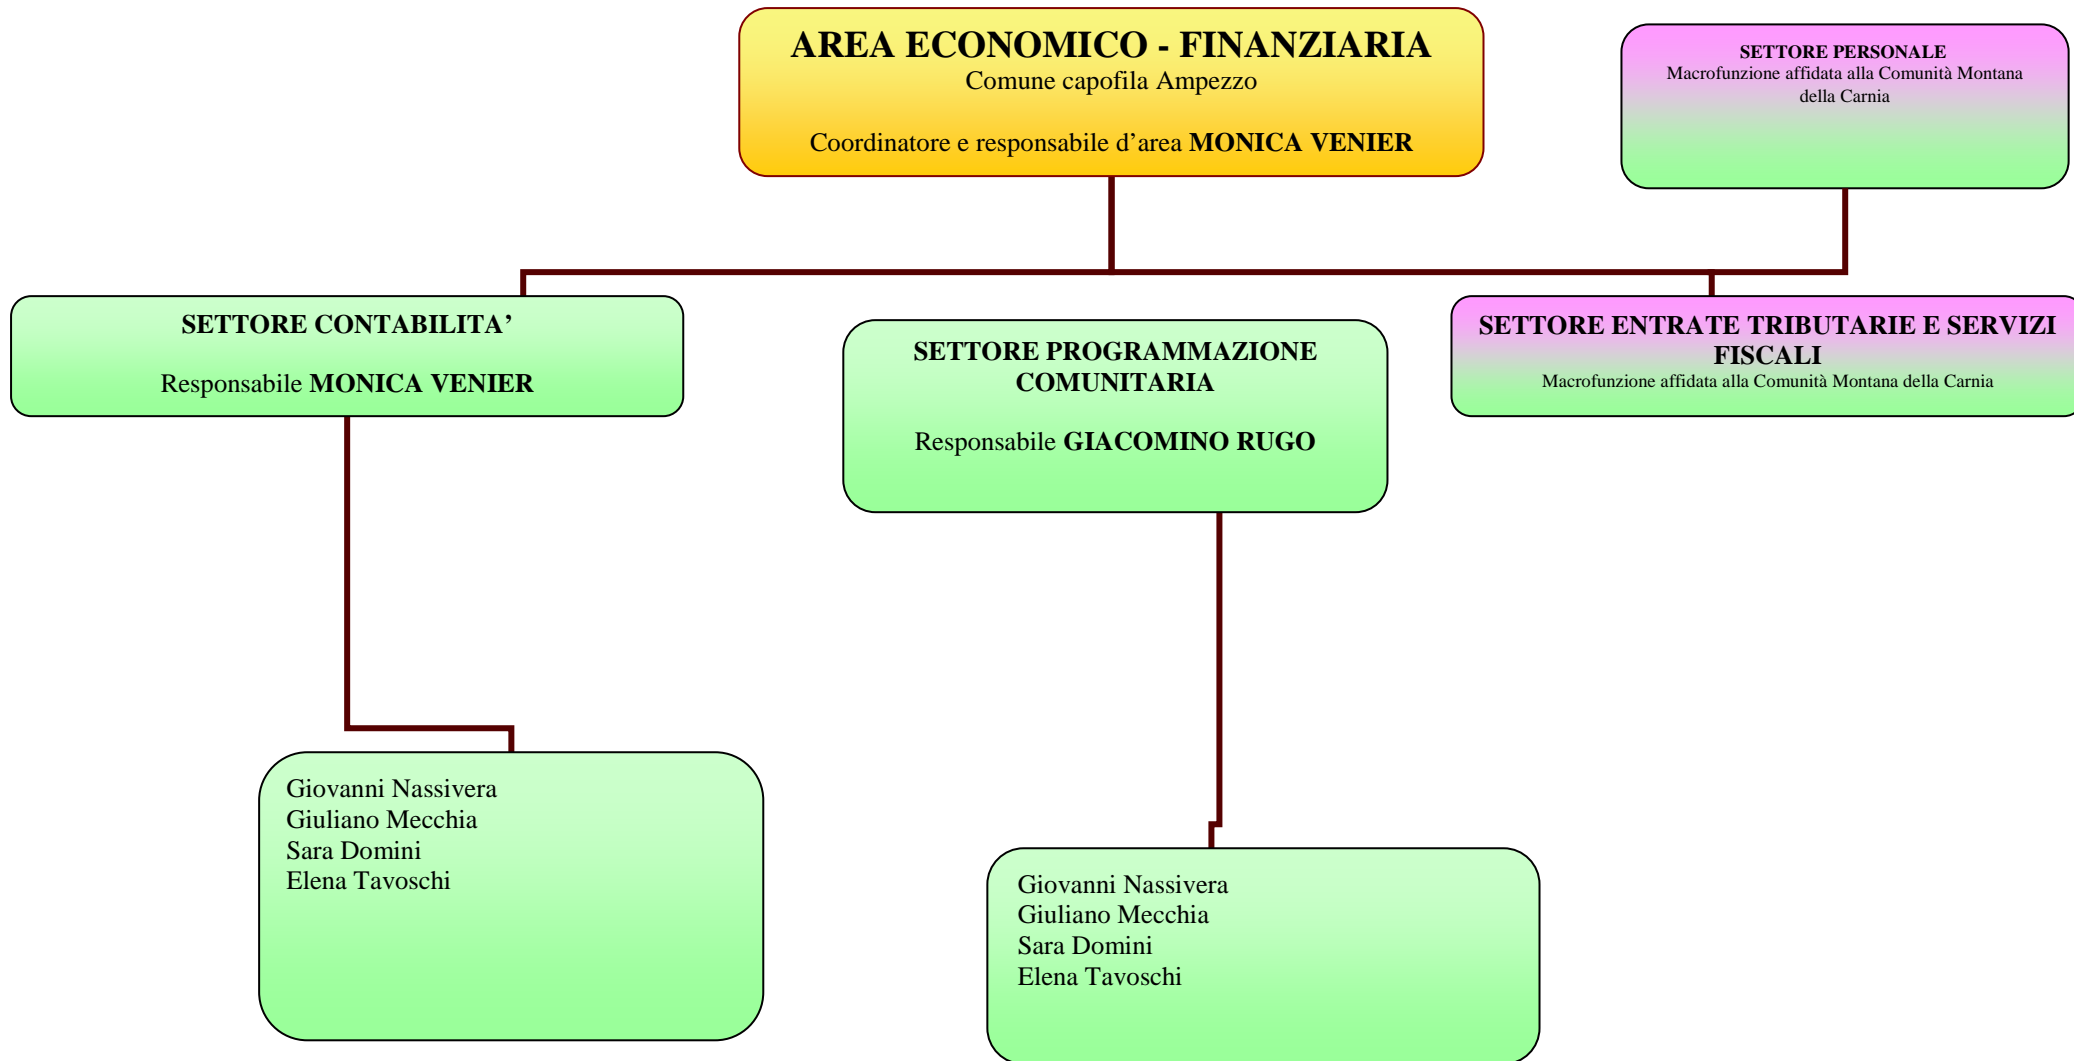 AREA ECONOMICO - FINANZIARIA
Comune capofila Ampezzo
Coordinatore e responsabile d’area MONICA VENIER
SETTORE PERSONALE
Macrofunzione affidata alla Comunità Montana
della Carnia
SETTORE CONTABILITA’
Responsabile MONICA VENIER
SETTORE PROGRAMMAZIONE
COMUNITARIA
Responsabile GIACOMINO RUGO
SETTORE ENTRATE TRIBUTARIE E SERVIZI
FISCALI
Macrofunzione affidata alla Comunità Montana della Carnia
Giovanni Nassivera
Giuliano Mecchia
Sara Domini
Elena Tavoschi
Giovanni Nassivera
Giuliano Mecchia
Sara Domini
Elena Tavoschi